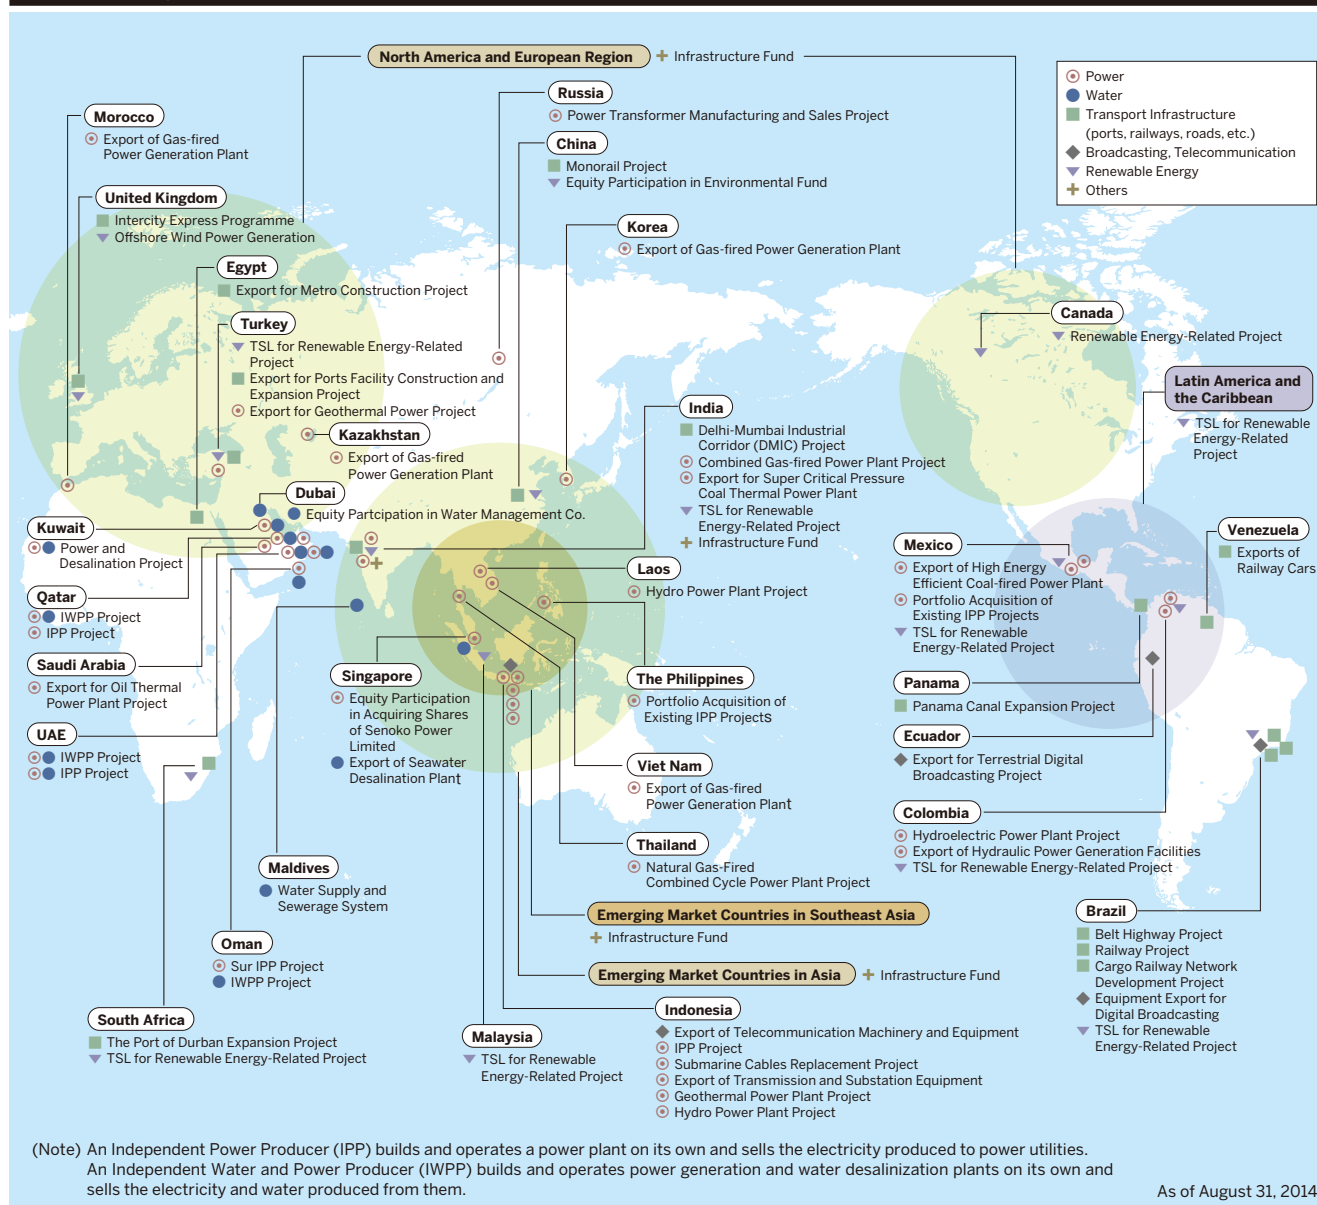 North America and European Region
Infrastructure Fund
Power
Water
Transport Infrastructure
(ports, railways, roads, etc.)
Broadcasting, Telecommunication
Renewable Energy
Others
Morocco
Export of Gas-fired
Power Generation Plant
Russia
Power Transformer Manufacturing and Sales Project
China
Monorail Project
Equity Participation in Environmental Fund
United Kingdom
Intercity Express Programme
Offshore Wind Power Generation
Korea
Export of Gas-fired Power Generation Plant
Egypt
Export for Metro Construction Project
Turkey
TSL for Renewable Energy-Related
Project
Export for Ports Facility Construction and
Expansion Project
Export for Geothermal Power Project
Canada
Renewable Energy-Related Project
Latin America and
the Caribbean
TSL for Renewable
Energy-Related
Project
Kazakhstan
Export of Gas-fired
Power Generation Plant
India
Delhi-Mumbai Industrial
Corridor (DMIC) Project
Combined Gas-fired Power Plant Project
Export for Super Critical Pressure
Coal Thermal Power Plant
TSL for Renewable
Energy-Related Project
Infrastructure Fund
Dubai
Equity Partcipation in Water Management Co.
Kuwait
Power and
Desalination Project
Qatar
IWPP Project
IPP Project
Saudi Arabia
Export for Oil Thermal
Power Plant Project
UAE
IWPP Project
IPP Project
Laos
Hydro Power Plant Project
Mexico
Export of High Energy
Efficient Coal-fired Power Plant
Portfolio Acquisition of
Existing IPP Projects
TSL for Renewable
Energy-Related Project
Venezuela
Exports of
Railway Cars
Singapore
Equity Participation
in Acquiring Shares
of Senoko Power
Limited
Export of Seawater
Desalination Plant
The Philippines
Portfolio Acquisition of
Existing IPP Projects
Panama
Panama Canal Expansion Project
Ecuador
Export for Terrestrial Digital
Broadcasting Project
Viet Nam
Export of Gas-fired
Power Generation Plant
Colombia
Hydroelectric Power Plant Project
Export of Hydraulic Power Generation Facilities
TSL for Renewable Energy-Related Project
Thailand
Natural Gas-Fired
Combined Cycle Power Plant Project
Maldives
Water Supply and
Sewerage System
Emerging Market Countries in Southeast Asia
Infrastructure Fund
Brazil
Belt Highway Project
Railway Project
Cargo Railway Network
Development Project
Equipment Export for
Digital Broadcasting
TSL for Renewable
Energy-Related Project
Oman
Sur IPP Project
IWPP Project
Emerging Market Countries in Asia
Infrastructure Fund
South Africa
The Port of Durban Expansion Project
TSL for Renewable Energy-Related Project
Malaysia
TSL for Renewable
Energy-Related Project
Indonesia
Export of Telecommunication Machinery and Equipment
IPP Project
Submarine Cables Replacement Project
Export of Transmission and Substation Equipment
Geothermal Power Plant Project
Hydro Power Plant Project
(Note) An Independent Power Producer (IPP) builds and operates a power plant on its own and sells the electricity produced to power utilities.
An Independent Water and Power Producer (IWPP) builds and operates power generation and water desalinization plants on its own and
sells the electricity and water produced from them.
As of August 31, 2014